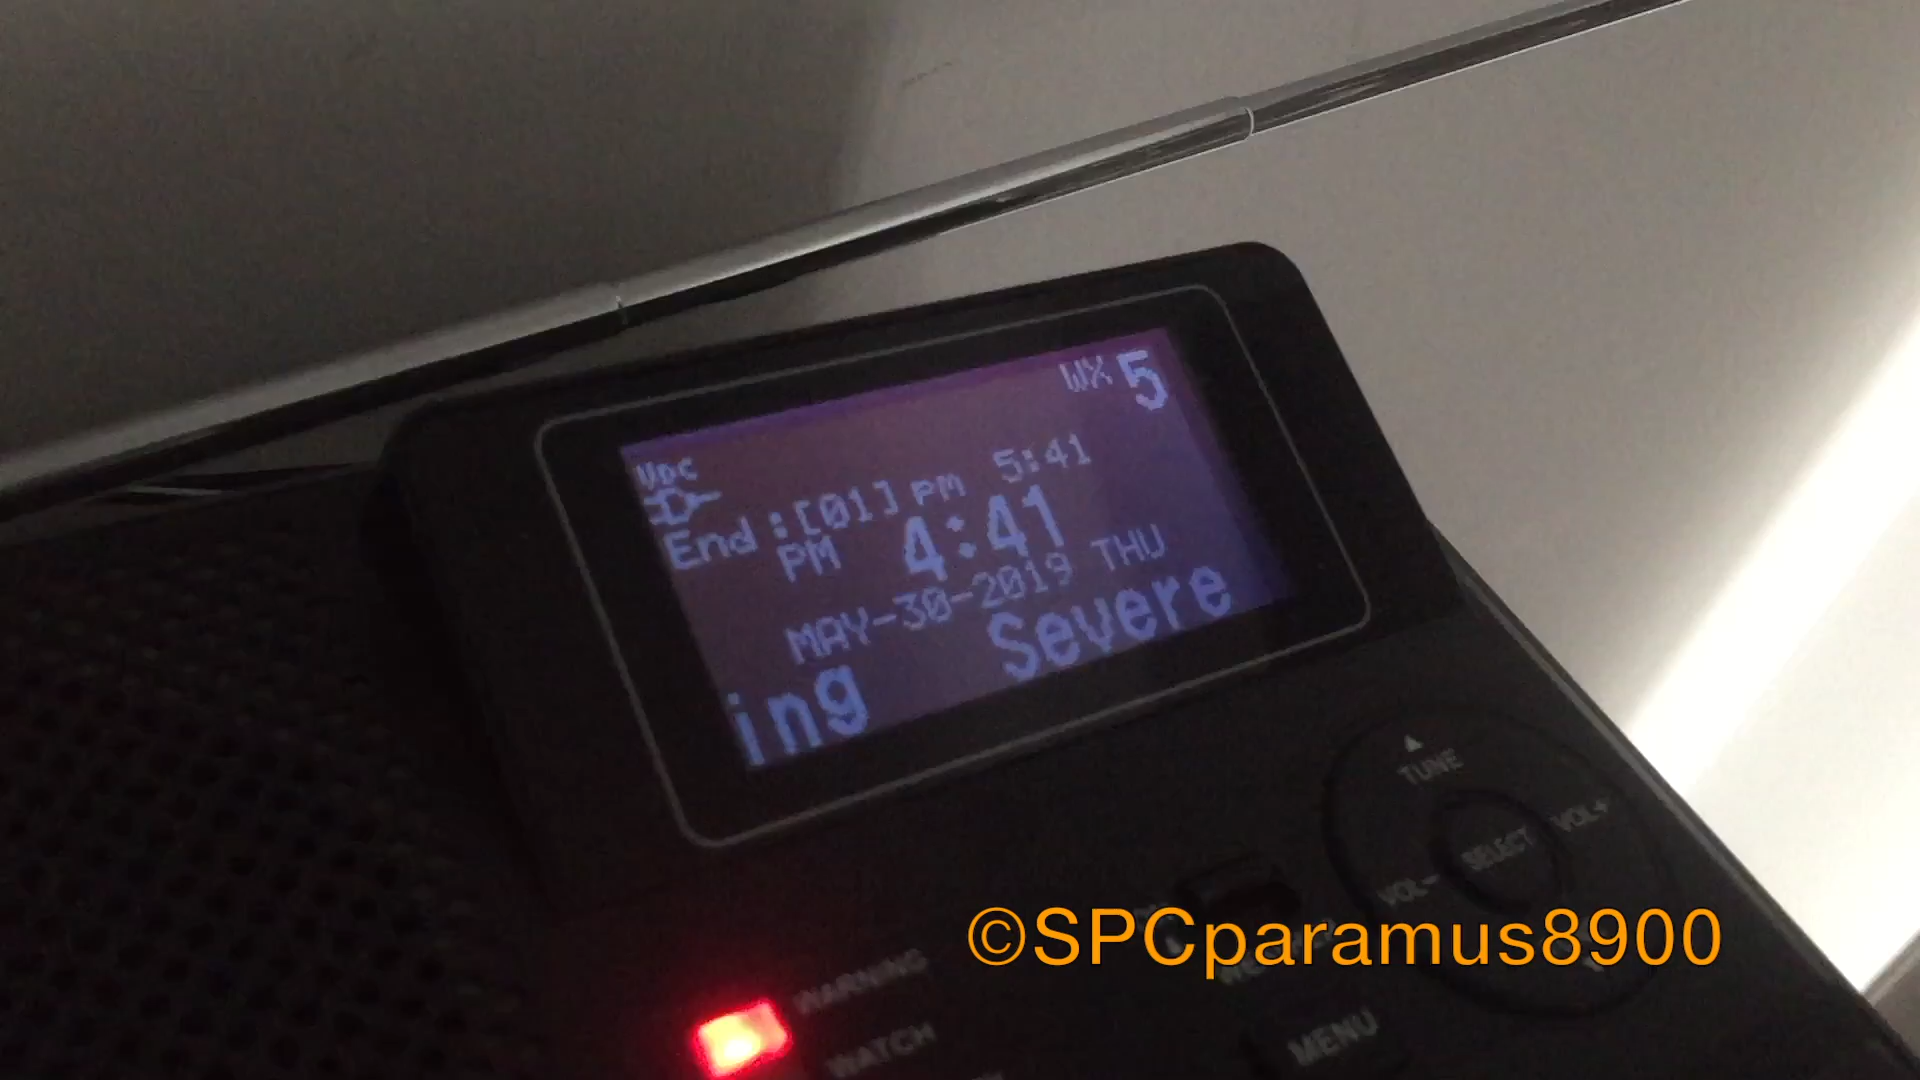 WX 5
VDC
End:[01] PM 5:41
PM 4:41
MAY-30-2019 THU
ing Severe
TUNE
VOL+
SELECT
VOL-
©SPCparamus8900
WARNING
WATCH
MENU